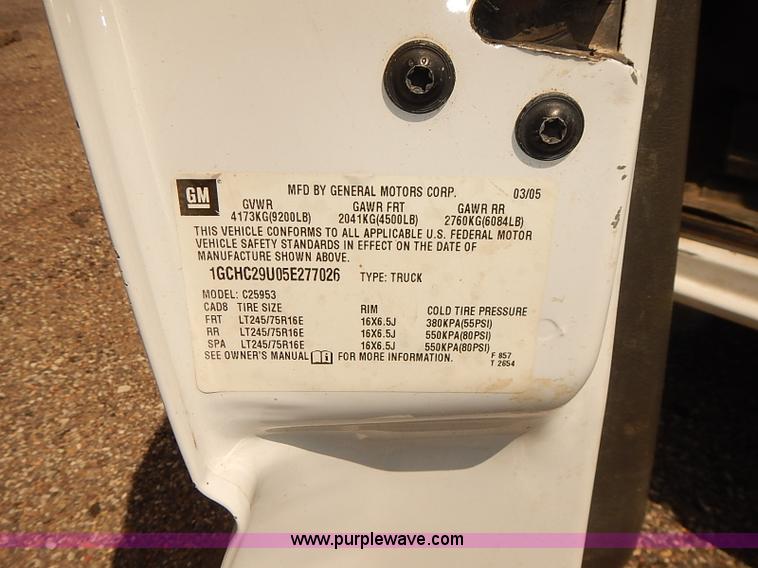 GM
MFD BY GENERAL MOTORS CORP. 03/05
GVWR GAWR FRT GAWR RR
4173KG(9200LB) 2041KG(4500LB) 2760KG(6084LB)
THIS VEHICLE CONFORMS TO ALL APPLICABLE U.S. FEDERAL MOTOR
VEHICLE SAFETY STANDARDS IN EFFECT ON THE DATE OF
MANUFACTURE SHOWN ABOVE.
1GCHC29U05E277026 TYPE: TRUCK
MODEL: C25953
CAD8 TIRE SIZE RIM COLD TIRE PRESSURE
FRT LT245/75R16E 16X6.5J 380KPA(55PSI)
RR LT245/75R16E 16X6.5J 550KPA(80PSI)
SPA LT245/75R16E 16X6.5J 550KPA(80PSI)
SEE OWNER'S MANUAL FOR MORE INFORMATION.
F 857
T 2654
www.purplewave.com